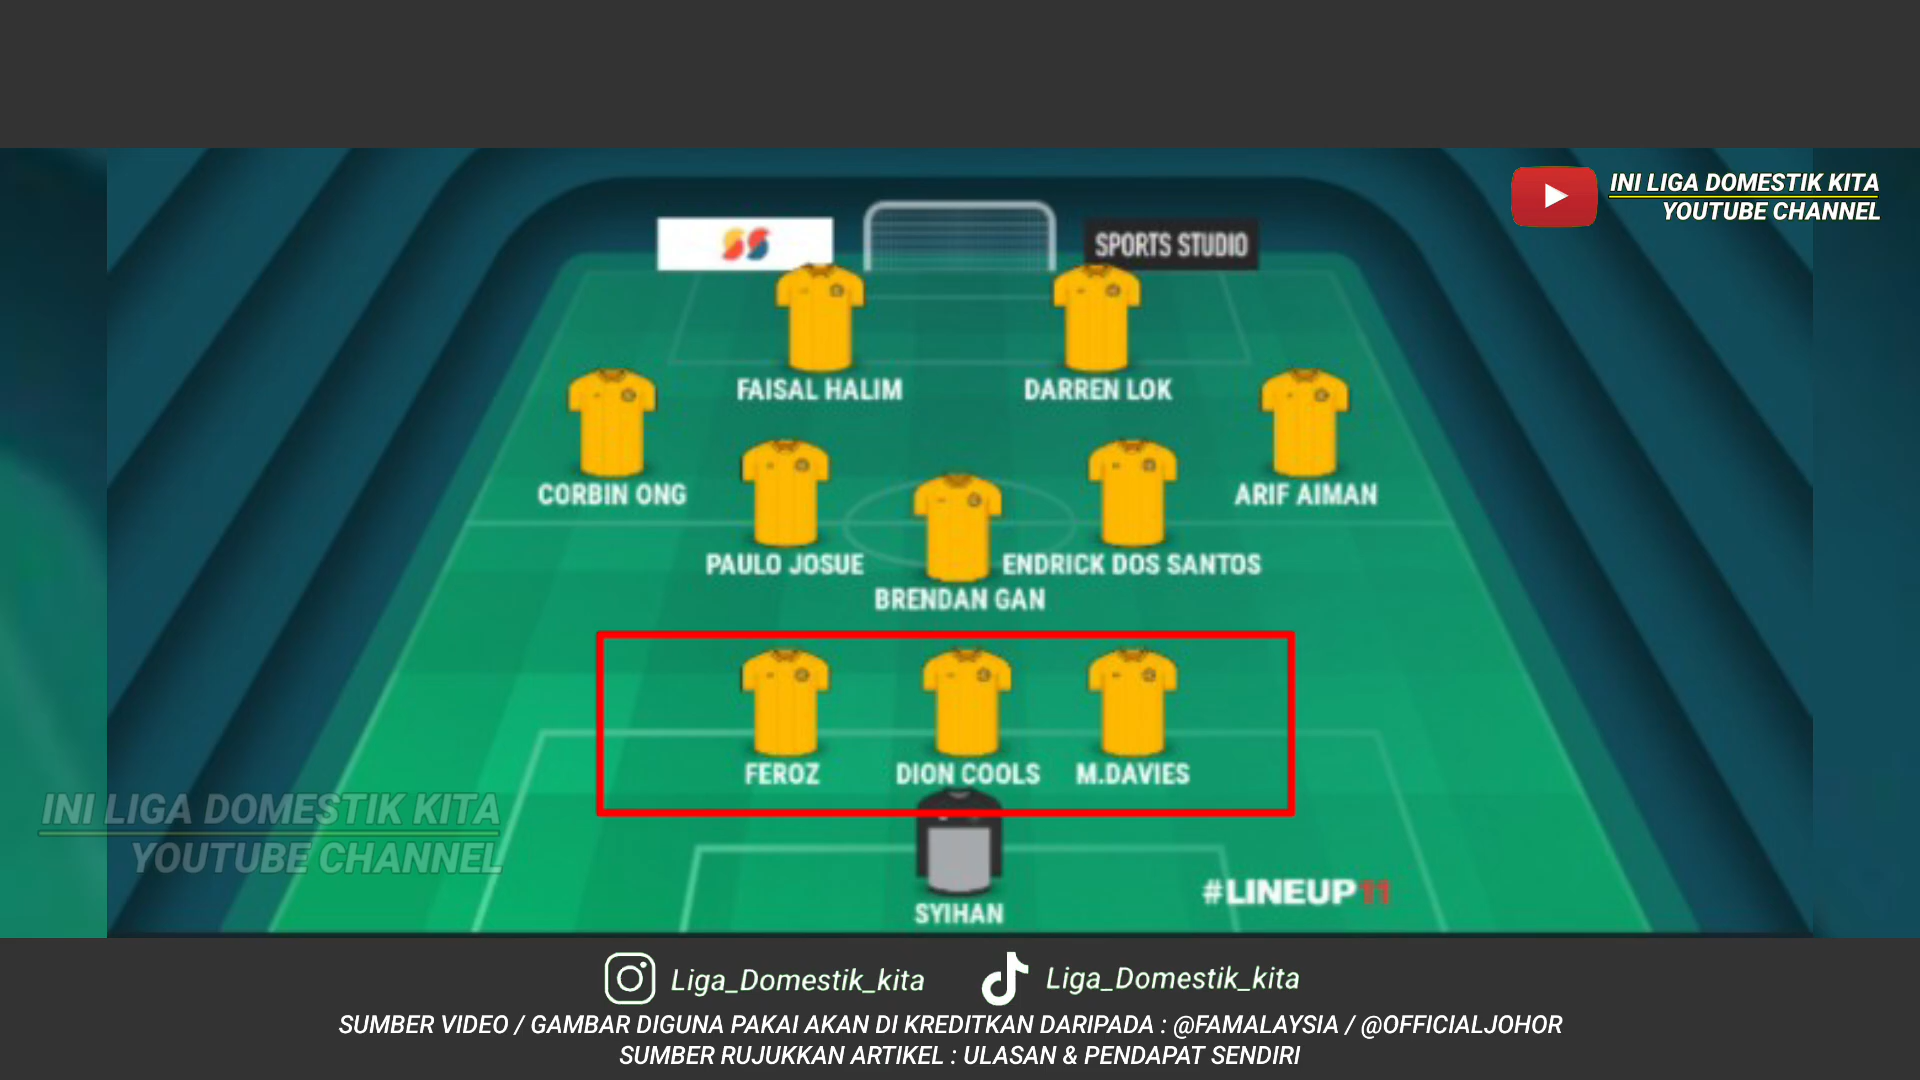 INI LIGA DOMESTIK KITA
YOUTUBE CHANNEL
SPORTS STUDIO
FAISAL HALIM
DARREN LOK
CORBIN ONG
ARIF AIMAN
PAULO JOSUE
ENDRICK DOS SANTOS
BRENDAN GAN
FEROZ
DION COOLS
M.DAVIES
INI LIGA DOMESTIK KITA
YOUTUBE CHANNEL
#LINEUP11
SYIHAN
Liga_Domestik_kita
Liga_Domestik_kita
SUMBER VIDEO / GAMBAR DIGUNA PAKAI AKAN DI KREDITKAN DARIPADA : @FAMALAYSIA / @OFFICIALJOHOR
SUMBER RUJUKKAN ARTIKEL : ULASAN & PENDAPAT SENDIRI